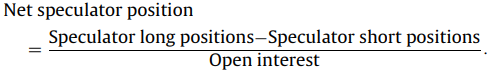 Net speculator position
= Speculator long positions−Speculator short positions
Open interest.